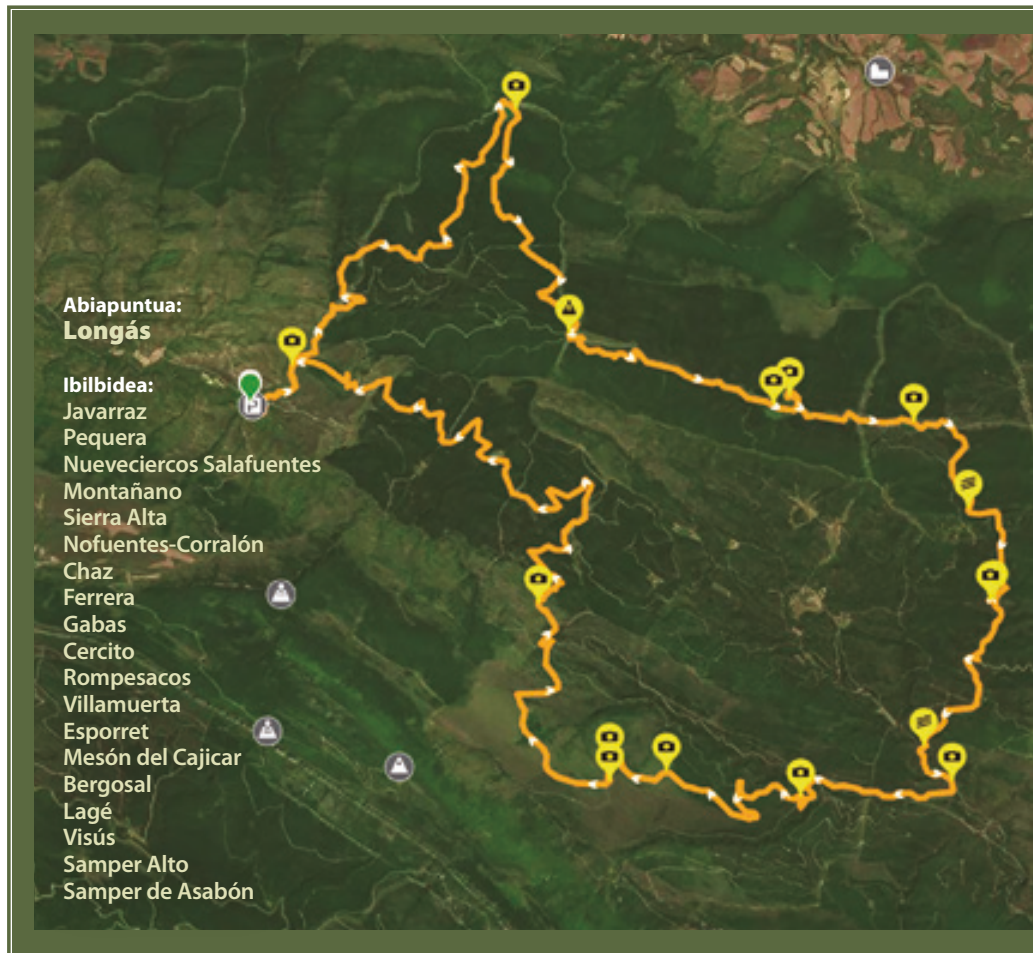 Abiapuntua:
Longás
Ibilbidea:
Javarraz
Pequera
Nueveciercos Salafuentes
Montañano
Sierra Alta
Nofuentes-Corralón
Chaz
Ferrera
Gabas
Cercito
Rompesacos
Villamuerta
Esporret
Mesón del Cajicar
Bergosal
Lagé
Visús
Samper Alto
Samper de Asabón